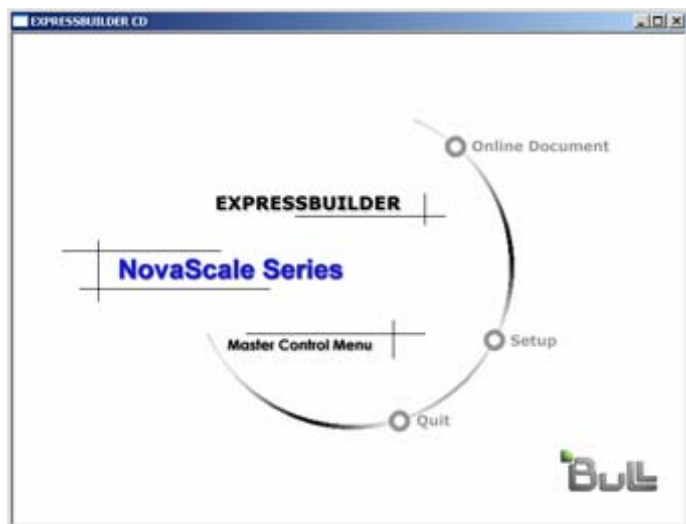 EXPRESSBUILDER CD
Online Document
EXPRESSBUILDER
NovaScale Series
Master Control Menu
Setup
Quit
Bull